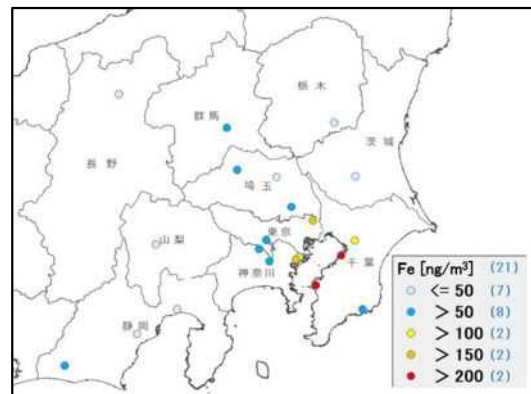 栃木
群馬
茨城
長野
埼玉
東京
山梨
千葉
神奈川
静岡
Fe [ng/m³] (21)
<= 50 (7)
> 50 (8)
> 100 (2)
> 150 (2)
> 200 (2)